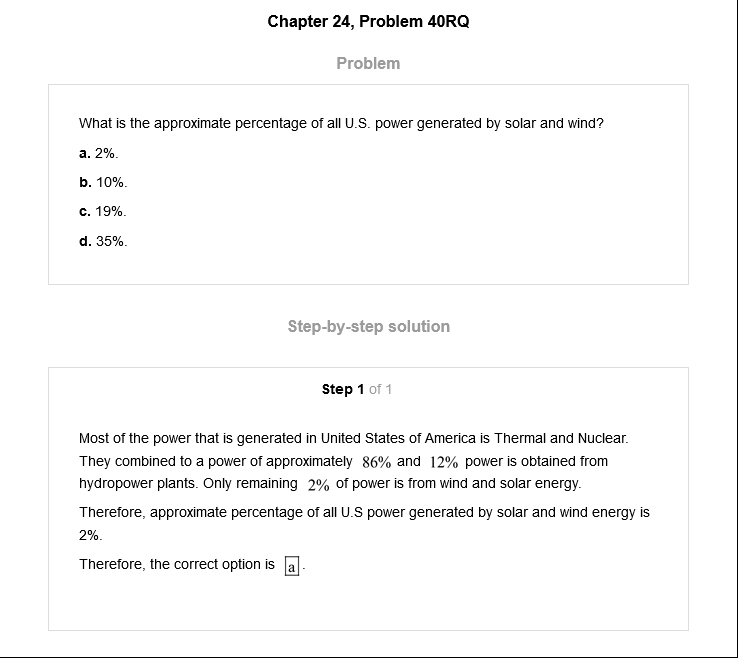 Chapter 24, Problem 40RQ
Problem
What is the approximate percentage of all U.S. power generated by solar and wind?
a. 2%.
b. 10%.
c. 19%.
d. 35%.
Step-by-step solution
Step 1 of 1
Most of the power that is generated in United States of America is Thermal and Nuclear.
They combined to a power of approximately 86% and 12% power is obtained from
hydropower plants. Only remaining 2% of power is from wind and solar energy.
Therefore, approximate percentage of all U.S power generated by solar and wind energy is
2%.
Therefore, the correct option is a.